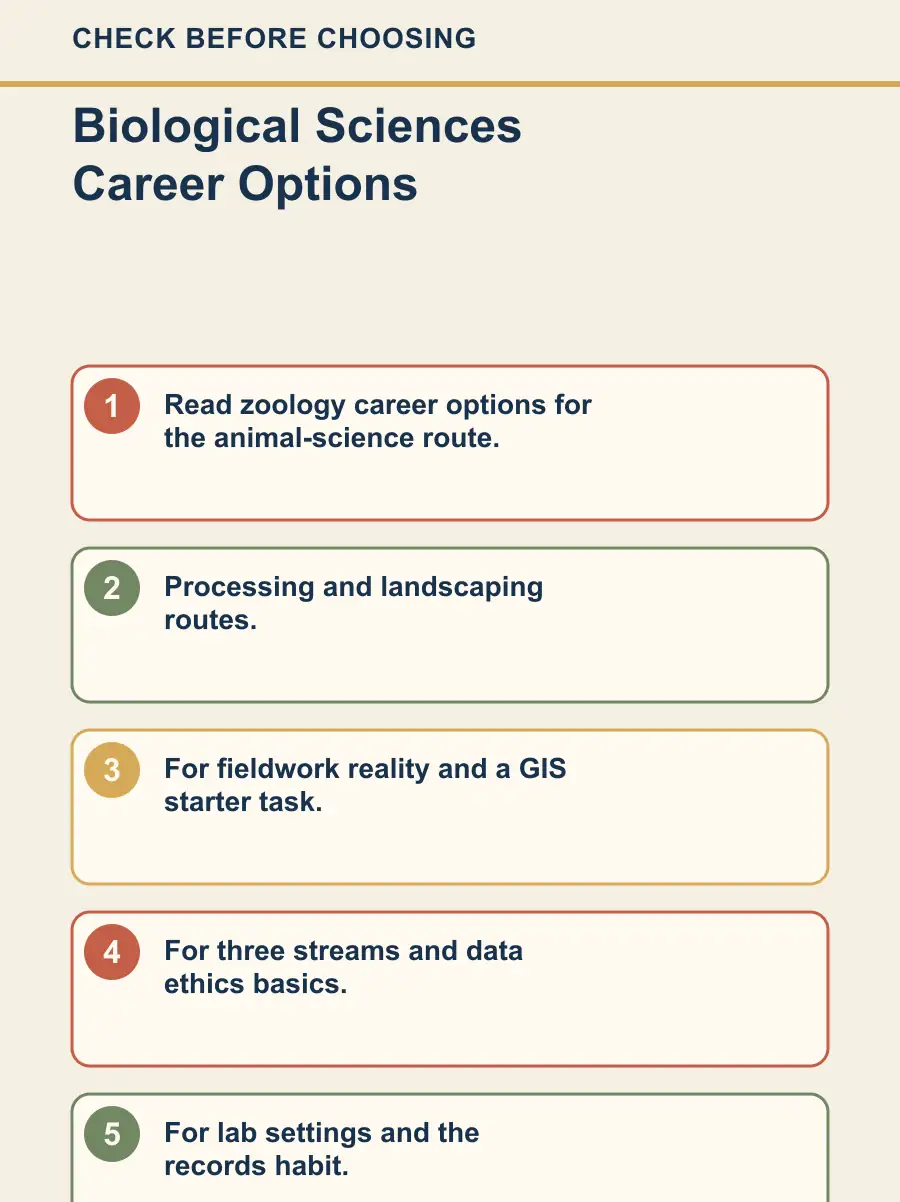 CHECK BEFORE CHOOSING
Biological Sciences
Career Options
1
Read zoology career options for
the animal-science route.
2
Processing and landscaping
routes.
3
For fieldwork reality and a GIS
starter task.
4
For three streams and data
ethics basics.
5
For lab settings and the
records habit.